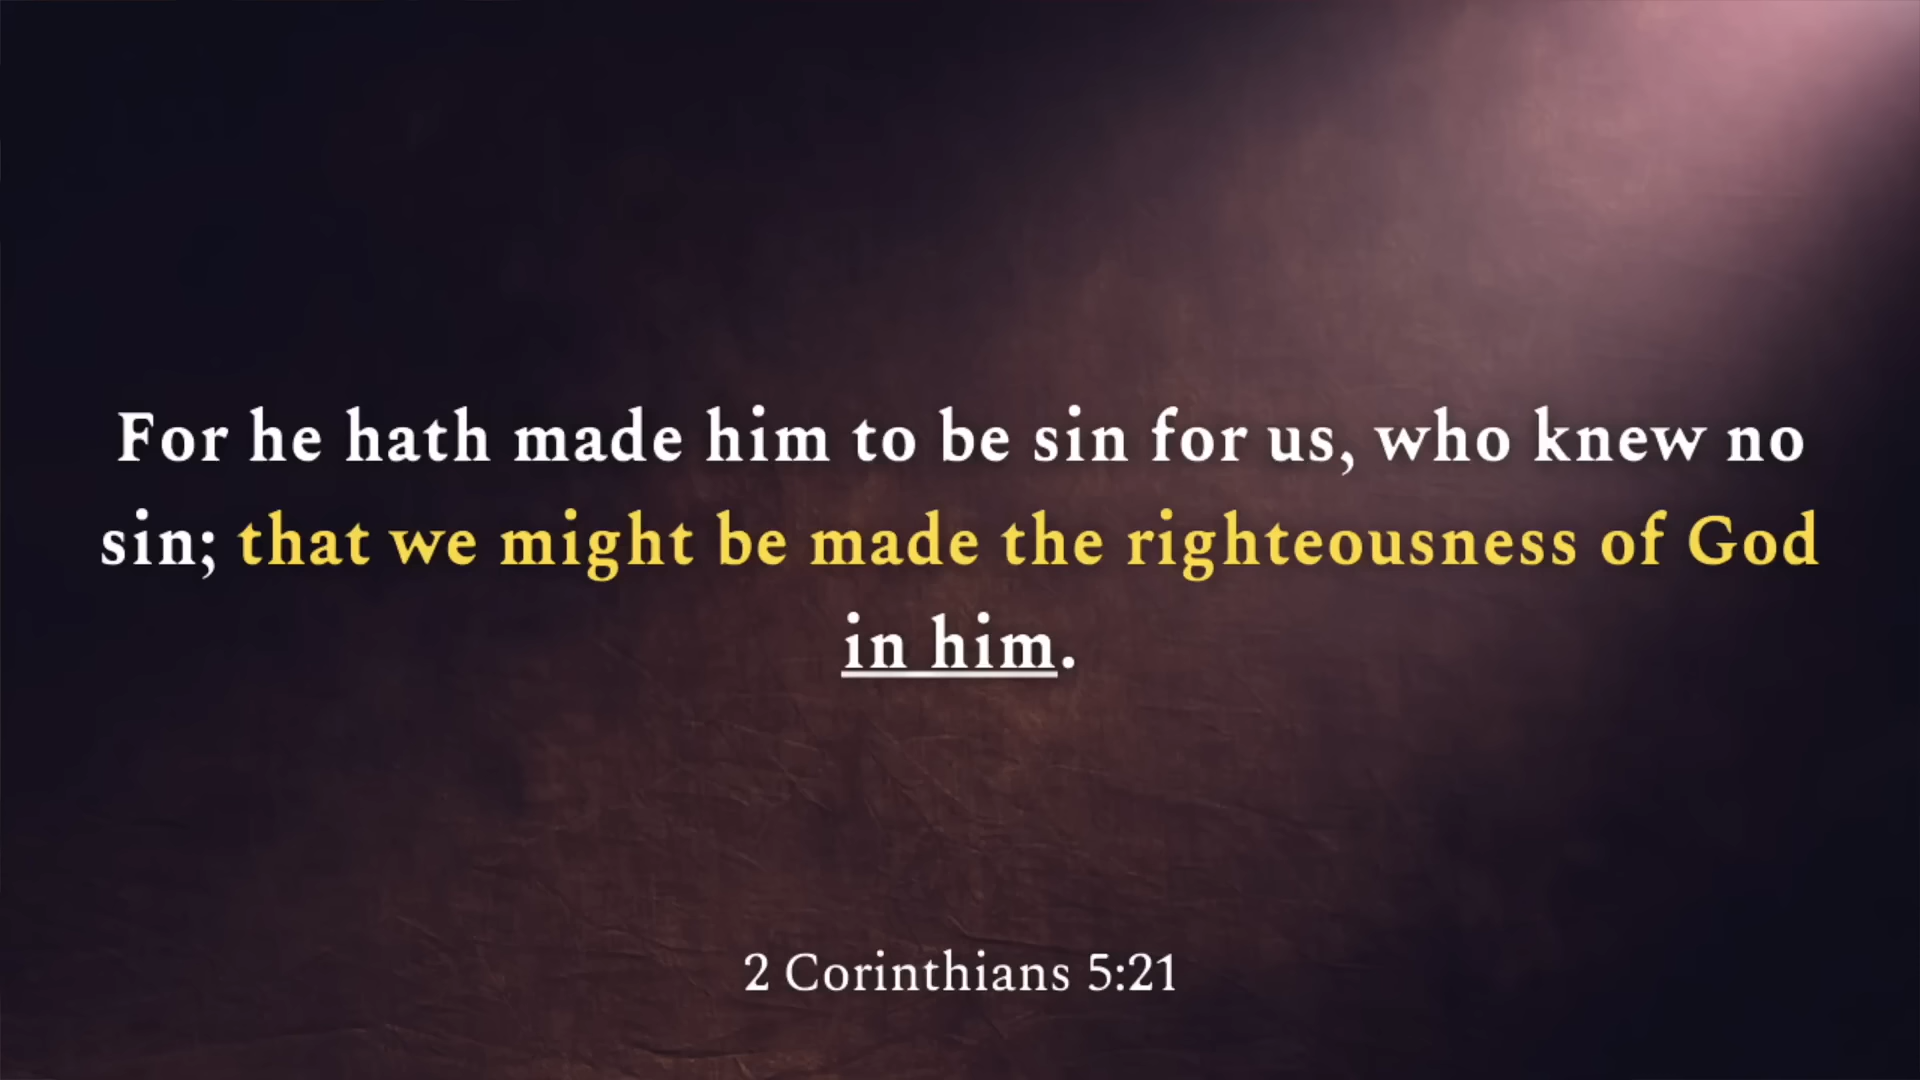 For he hath made him to be sin for us, who knew no
sin; that we might be made the righteousness of God
in him.
2 Corinthians 5:21